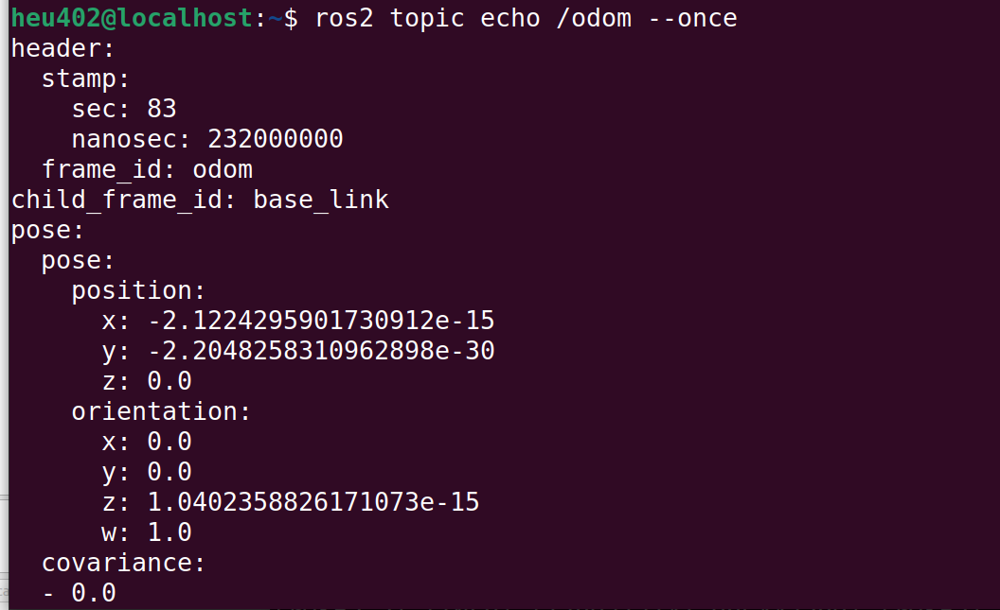 heu402@localhost:~$ ros2 topic echo /odom --once
header:
  stamp:
    sec: 83
    nanosec: 232000000
  frame_id: odom
child_frame_id: base_link
pose:
  pose:
    position:
      x: -2.1224295901730912e-15
      y: -2.2048258310962898e-30
      z: 0.0
    orientation:
      x: 0.0
      y: 0.0
      z: 1.0402358826171073e-15
      w: 1.0
  covariance:
  - 0.0